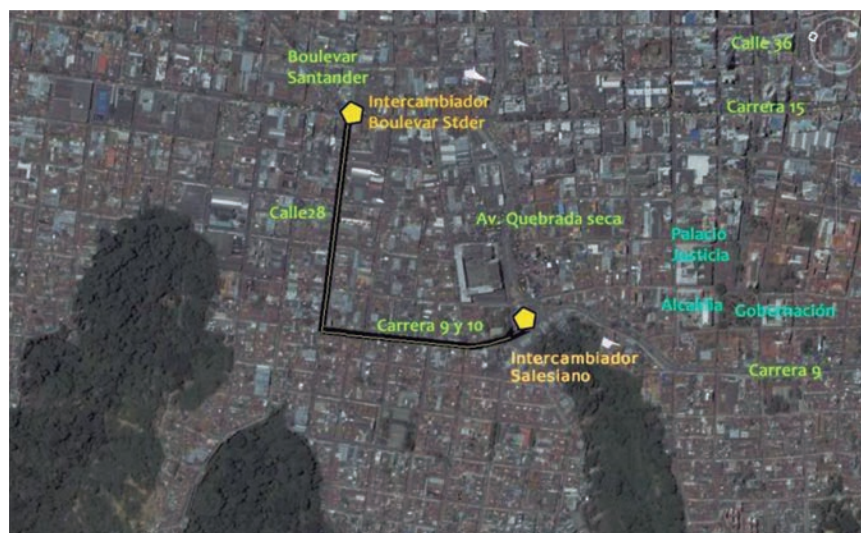 Calle 36
Boulevar
Santander
Intercambiador
Boulevar Stder
Carrera 15
Calle28
Av. Quebrada seca
Palacio
Justicia
Alcaldia
Gobernación
Carrera 9 y 10
Intercambiador
Salesiano
Carrera 9